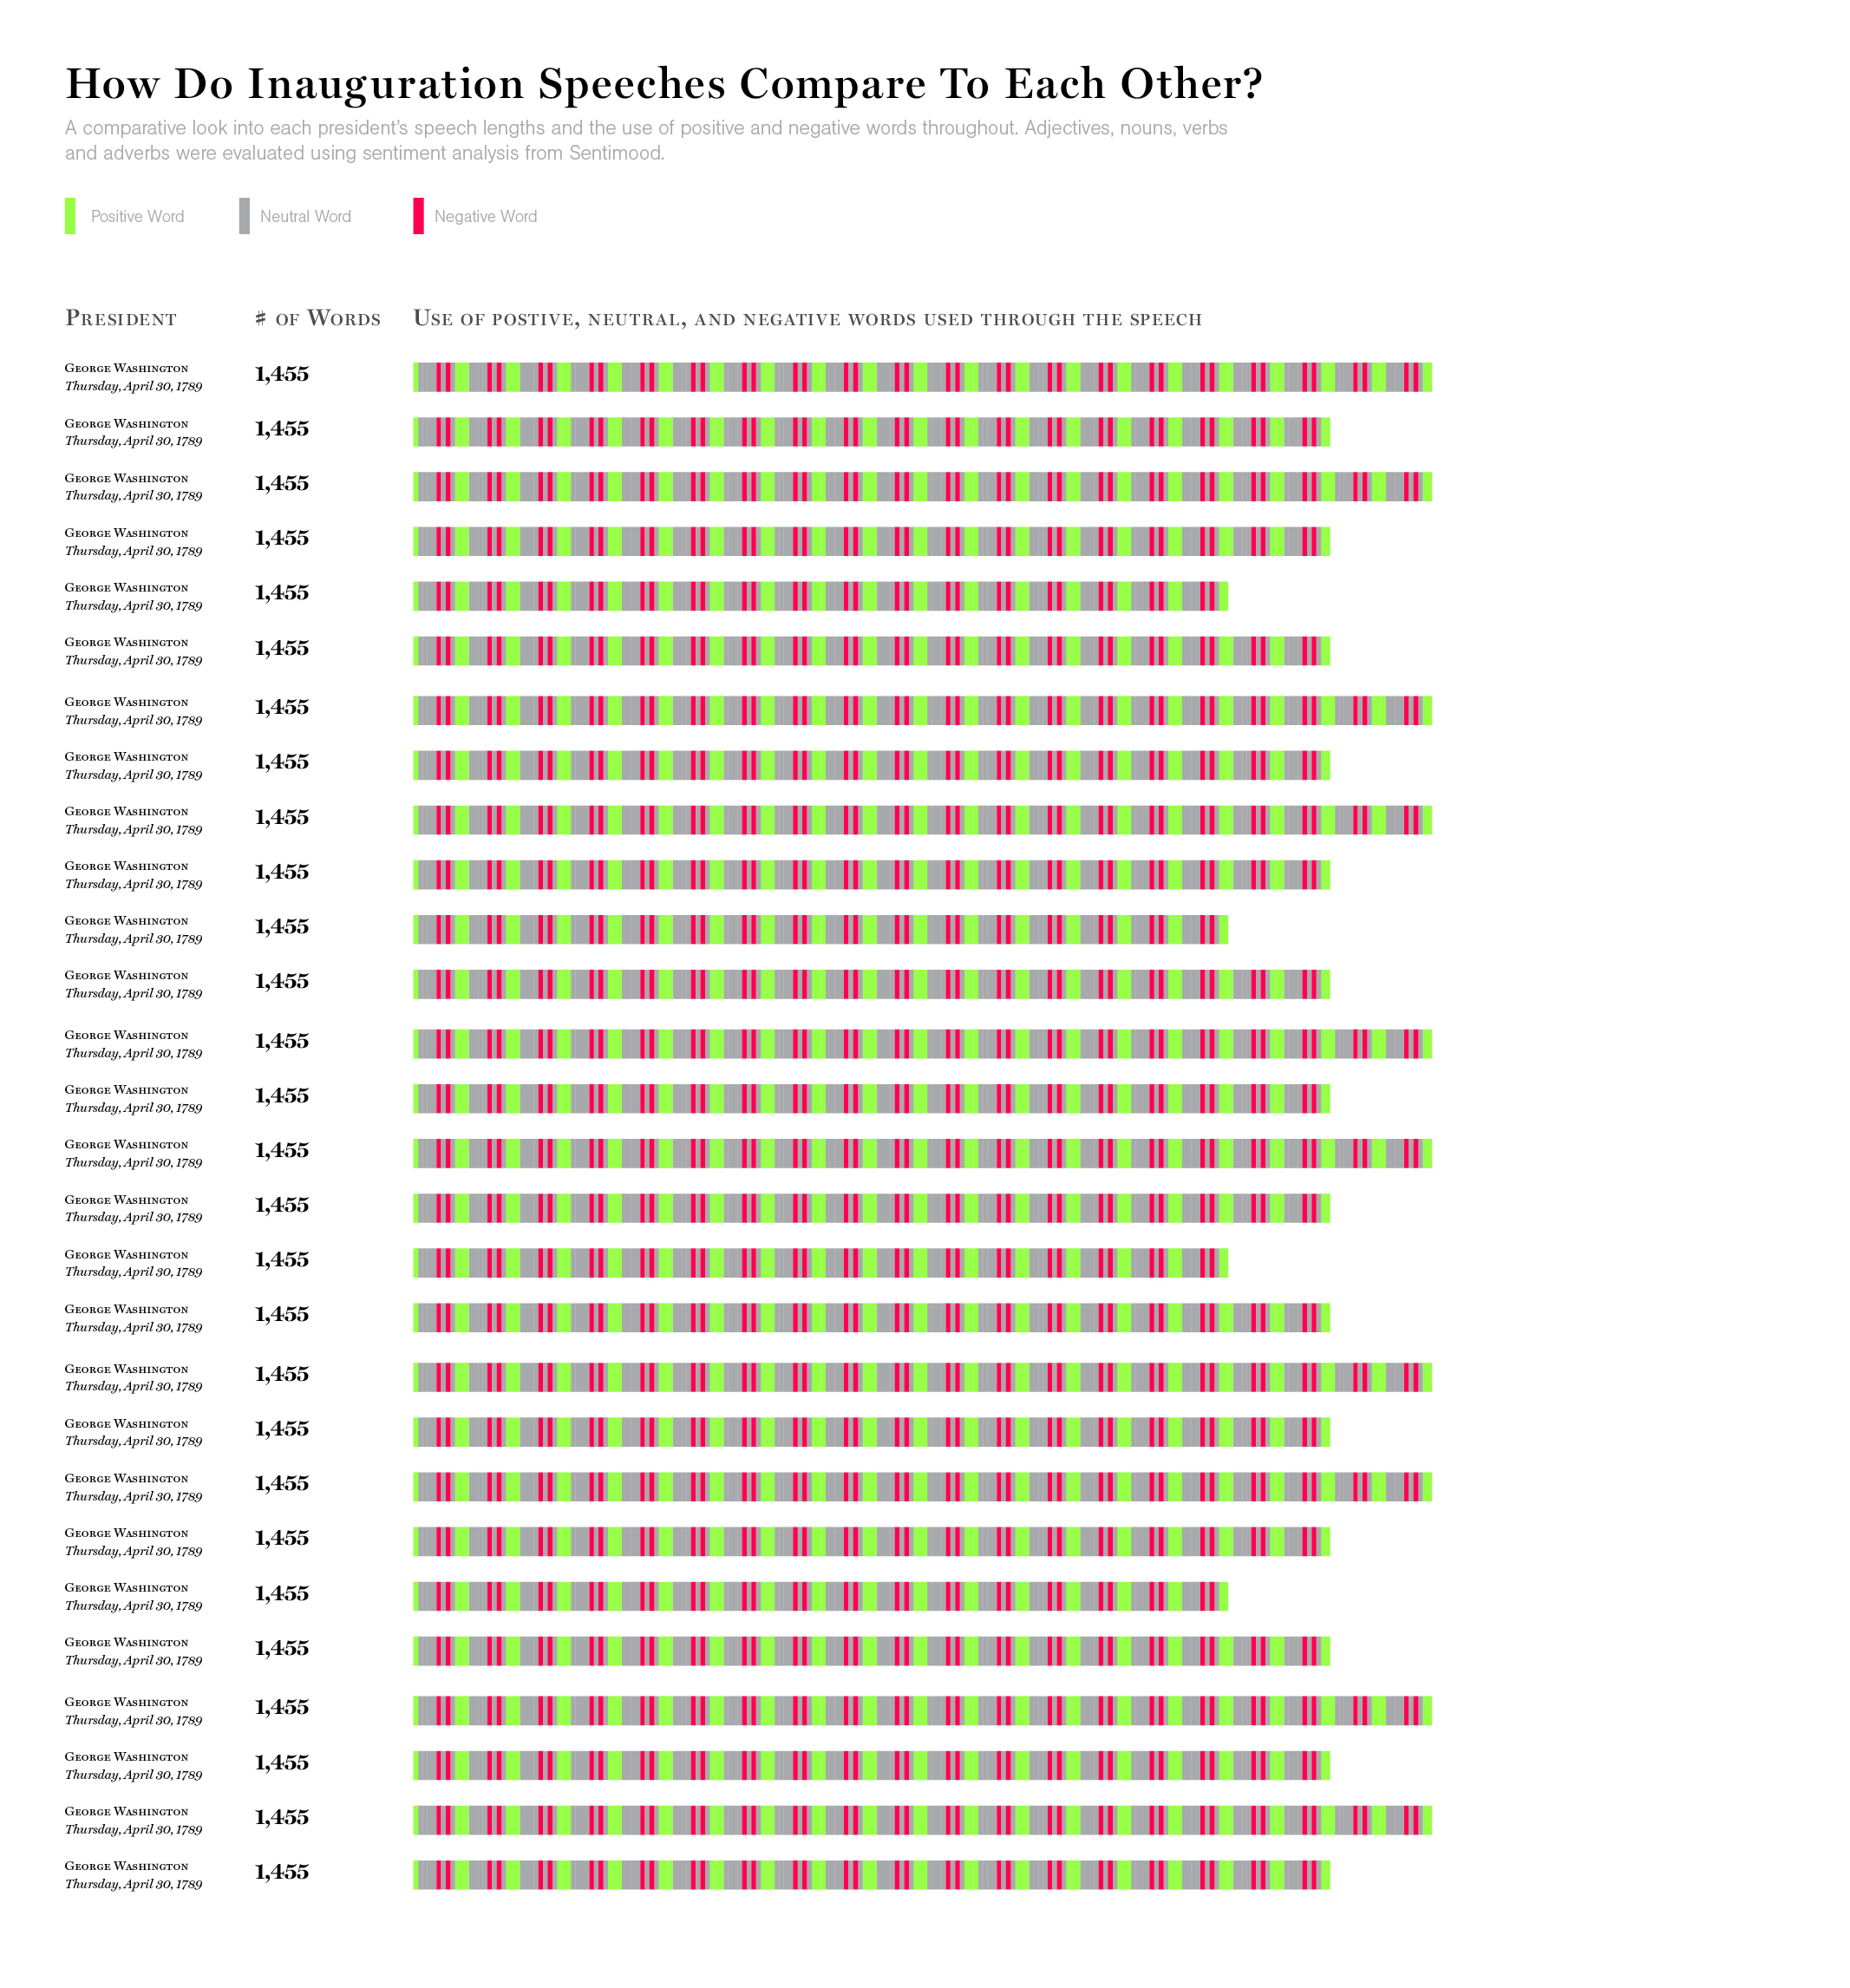 How Do Inauguration Speeches Compare To Each Other?
A comparative look into each president's speech lengths and the use of positive and negative words throughout. Adjectives, nouns, verbs
and adverbs were evaluated using sentiment analysis from Sentimood.
Positive Word Neutral Word Negative Word
President # of Words Use of postive, neutral, and negative words used through the speech
George Washington 1,455
Thursday, April 30, 1789
George Washington 1,455
Thursday, April 30, 1789
George Washington 1,455
Thursday, April 30, 1789
George Washington 1,455
Thursday, April 30, 1789
George Washington 1,455
Thursday, April 30, 1789
George Washington 1,455
Thursday, April 30, 1789
George Washington 1,455
Thursday, April 30, 1789
George Washington 1,455
Thursday, April 30, 1789
George Washington 1,455
Thursday, April 30, 1789
George Washington 1,455
Thursday, April 30, 1789
George Washington 1,455
Thursday, April 30, 1789
George Washington 1,455
Thursday, April 30, 1789
George Washington 1,455
Thursday, April 30, 1789
George Washington 1,455
Thursday, April 30, 1789
George Washington 1,455
Thursday, April 30, 1789
George Washington 1,455
Thursday, April 30, 1789
George Washington 1,455
Thursday, April 30, 1789
George Washington 1,455
Thursday, April 30, 1789
George Washington 1,455
Thursday, April 30, 1789
George Washington 1,455
Thursday, April 30, 1789
George Washington 1,455
Thursday, April 30, 1789
George Washington 1,455
Thursday, April 30, 1789
George Washington 1,455
Thursday, April 30, 1789
George Washington 1,455
Thursday, April 30, 1789
George Washington 1,455
Thursday, April 30, 1789
George Washington 1,455
Thursday, April 30, 1789
George Washington 1,455
Thursday, April 30, 1789
George Washington 1,455
Thursday, April 30, 1789